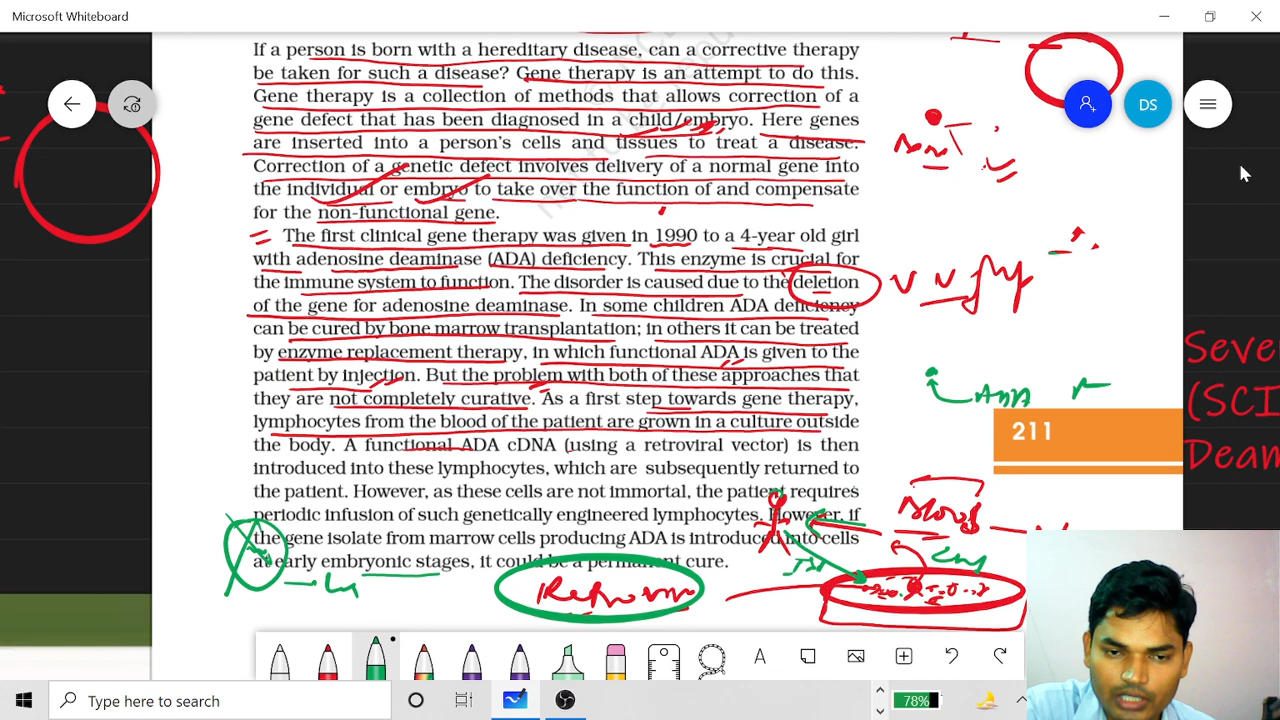 Microsoft Whiteboard
If a person is born with a hereditary disease, can a corrective therapy
be taken for such a disease? Gene therapy is an attempt to do this.
Gene therapy is a collection of methods that allows correction of a
gene defect that has been diagnosed in a child/embryo. Here genes
are inserted into a person's cells and tissues to treat a disease.
Correction of a genetic defect involves delivery of a normal gene into
the individual or embryo to take over the function of and compensate
for the non-functional gene.
The first clinical gene therapy was given in 1990 to a 4-year old girl
with adenosine deaminase (ADA) deficiency. This enzyme is crucial for
the immune system to function. The disorder is caused due to the deletion
of the gene for adenosine deaminase. In some children ADA deficiency
can be cured by bone marrow transplantation; in others it can be treated
by enzyme replacement therapy, in which functional ADA is given to the
patient by injection. But the problem with both of these approaches that
they are not completely curative. As a first step towards gene therapy,
lymphocytes from the blood of the patient are grown in a culture outside
the body. A functional ADA cDNA (using a retroviral vector) is then
introduced into these lymphocytes, which are subsequently returned to
the patient. However, as these cells are not immortal, the patient requires
periodic infusion of such genetically engineered lymphocytes. However, if
the gene isolate from marrow cells producing ADA is introduced into cells
at early embryonic stages, it could be a permanent cure.
DS
ADA
Seve
(SCI
Dean
211
Blood
A
Type here to search
78%